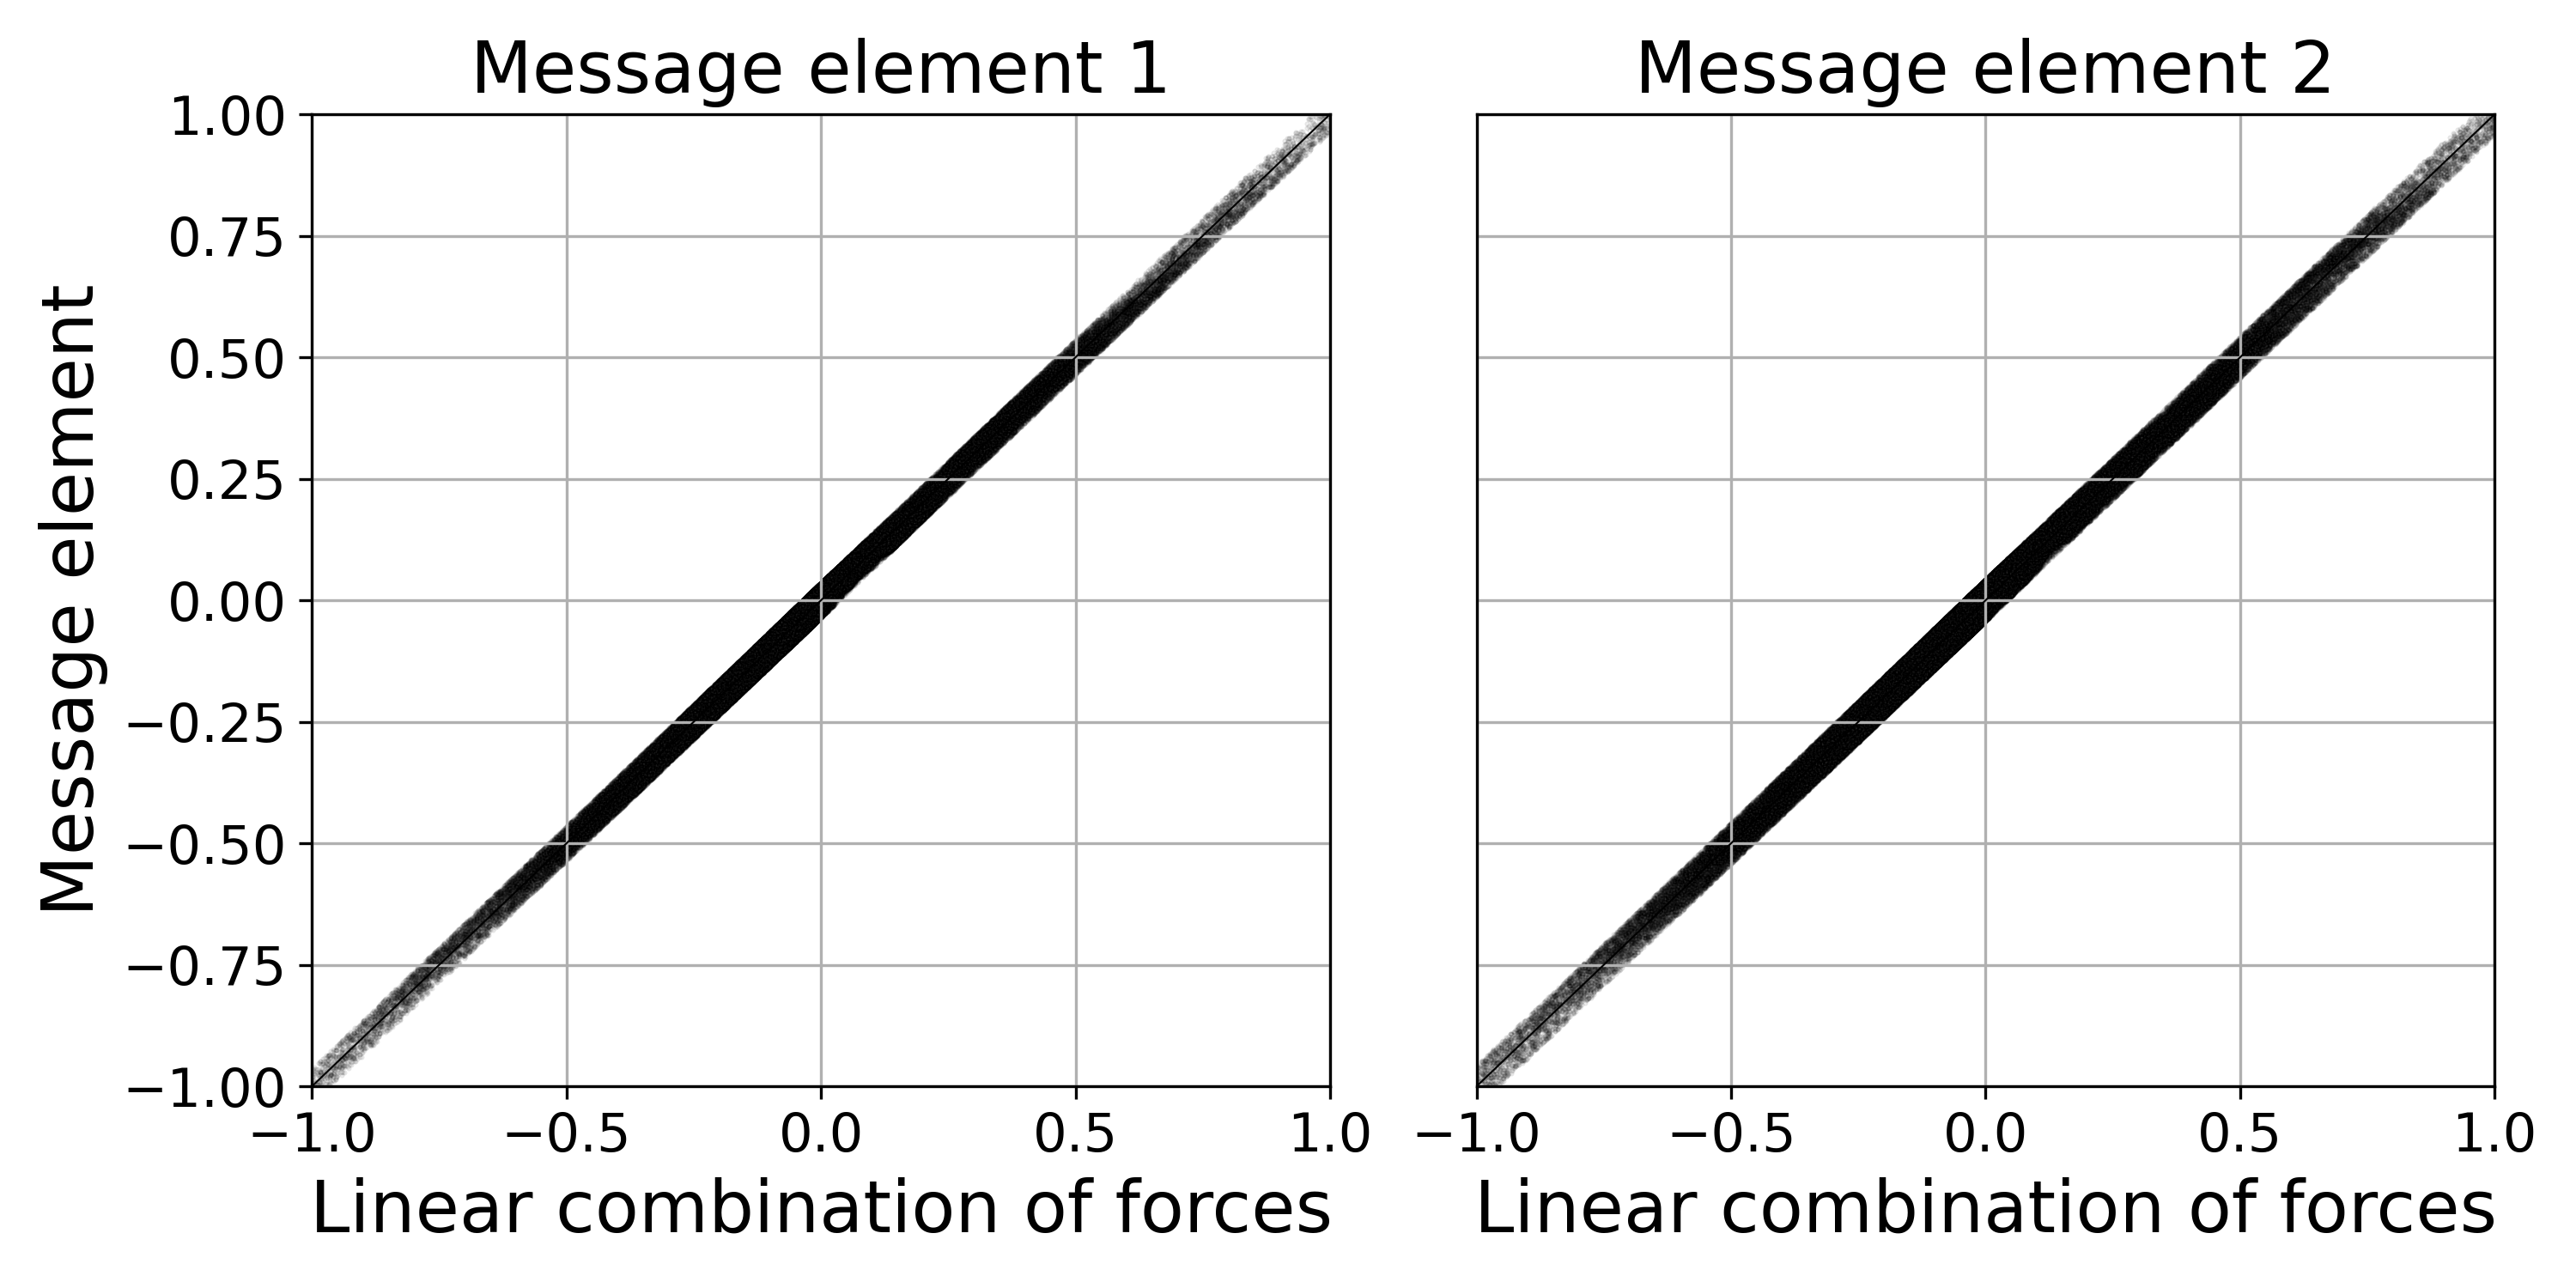 Message element 1
Message element 2
Message element
1.00
0.75
0.50
0.25
0.00
−0.25
−0.50
−0.75
−1.00
−1.0 −0.5 0.0 0.5 1.0
−1.0 −0.5 0.0 0.5 1.0
Linear combination of forces
Linear combination of forces